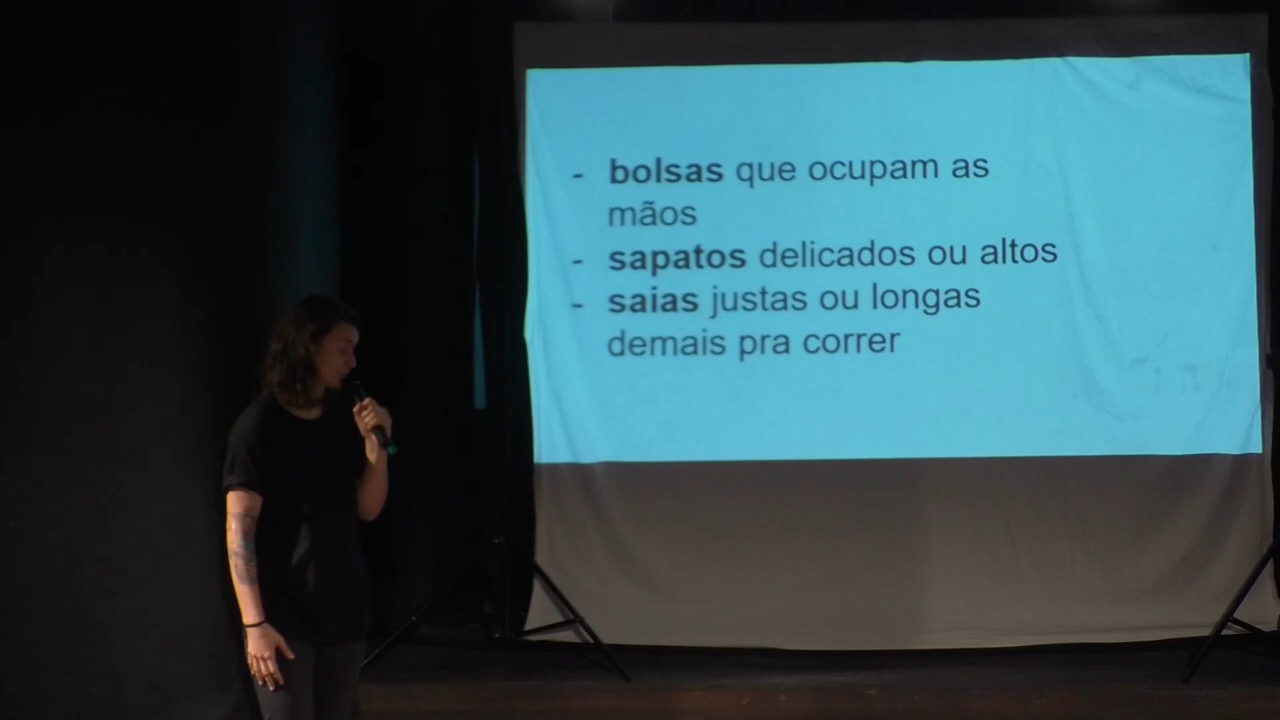 - bolsas que ocupam as
mãos
- sapatos delicados ou altos
- saias justas ou longas
demais pra correr